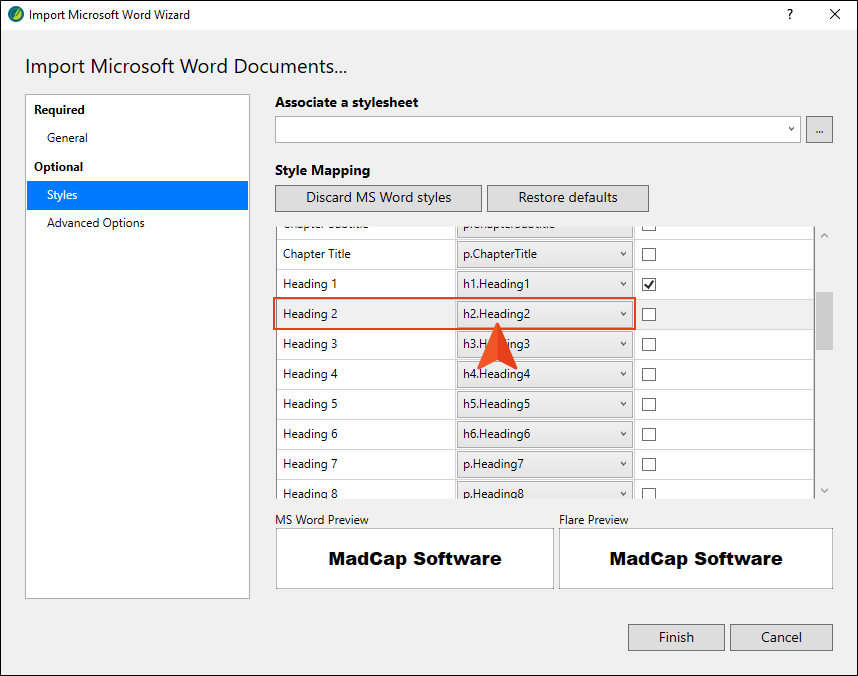 Import Microsoft Word Wizard
?
Import Microsoft Word Documents...
Required
General
Optional
Styles
Advanced Options
Associate a stylesheet
...
Style Mapping
Discard MS Word styles Restore defaults
Chapter Subtitle p.ChapterSubtitle
Chapter Title p.ChapterTitle
Heading 1 h1.Heading1
Heading 2 h2.Heading2
Heading 3 h3.Heading3
Heading 4 h4.Heading4
Heading 5 h5.Heading5
Heading 6 h6.Heading6
Heading 7 p.Heading7
Heading 8 p.Heading8
MS Word Preview Flare Preview
MadCap Software MadCap Software
Finish Cancel